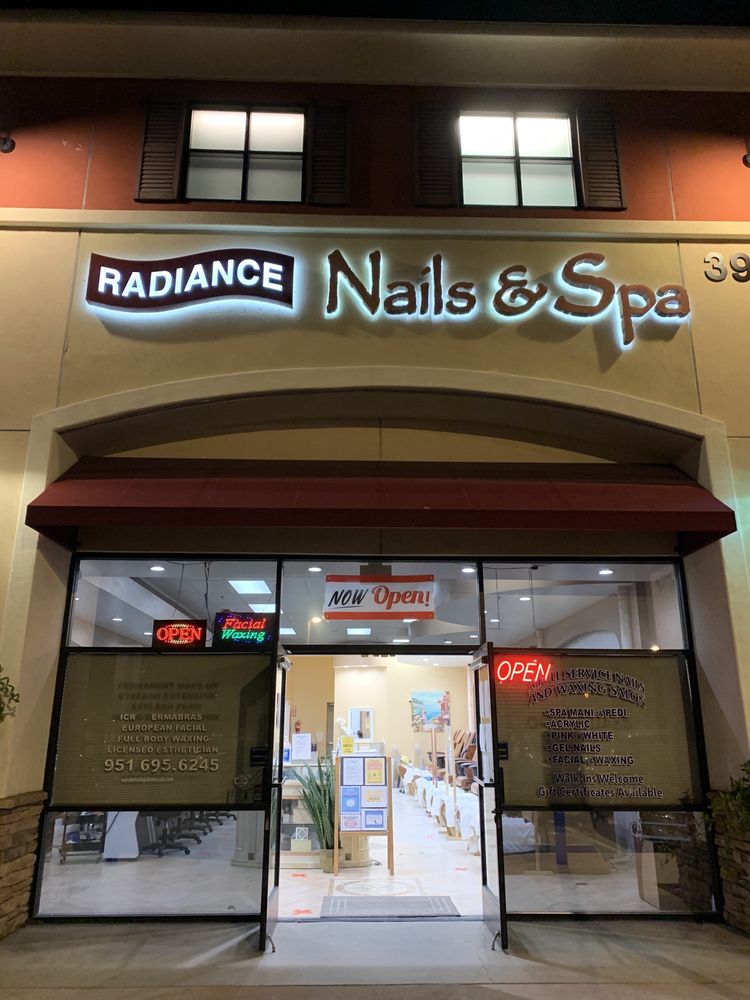 RADIANCE
Nails & Spa
39
NOW Open!
OPEN
Facial
Waxing
PERMANENT MAKE-UP
EYELASH EXTENSION
EYELASH PERM
EUROPEAN FACIAL
FULL BODY WAXING
LICENSED ESTHETICIAN
951 695.6245
OPEN
SERVICE NAILS
AND WAXING SALON
•SPA MANI. & PEDI.
•ACRYLIC
•PINK & WHITE
•GEL NAILS
•FACIAL & WAXING
Walk-Ins Welcome
Gift Certificates Available